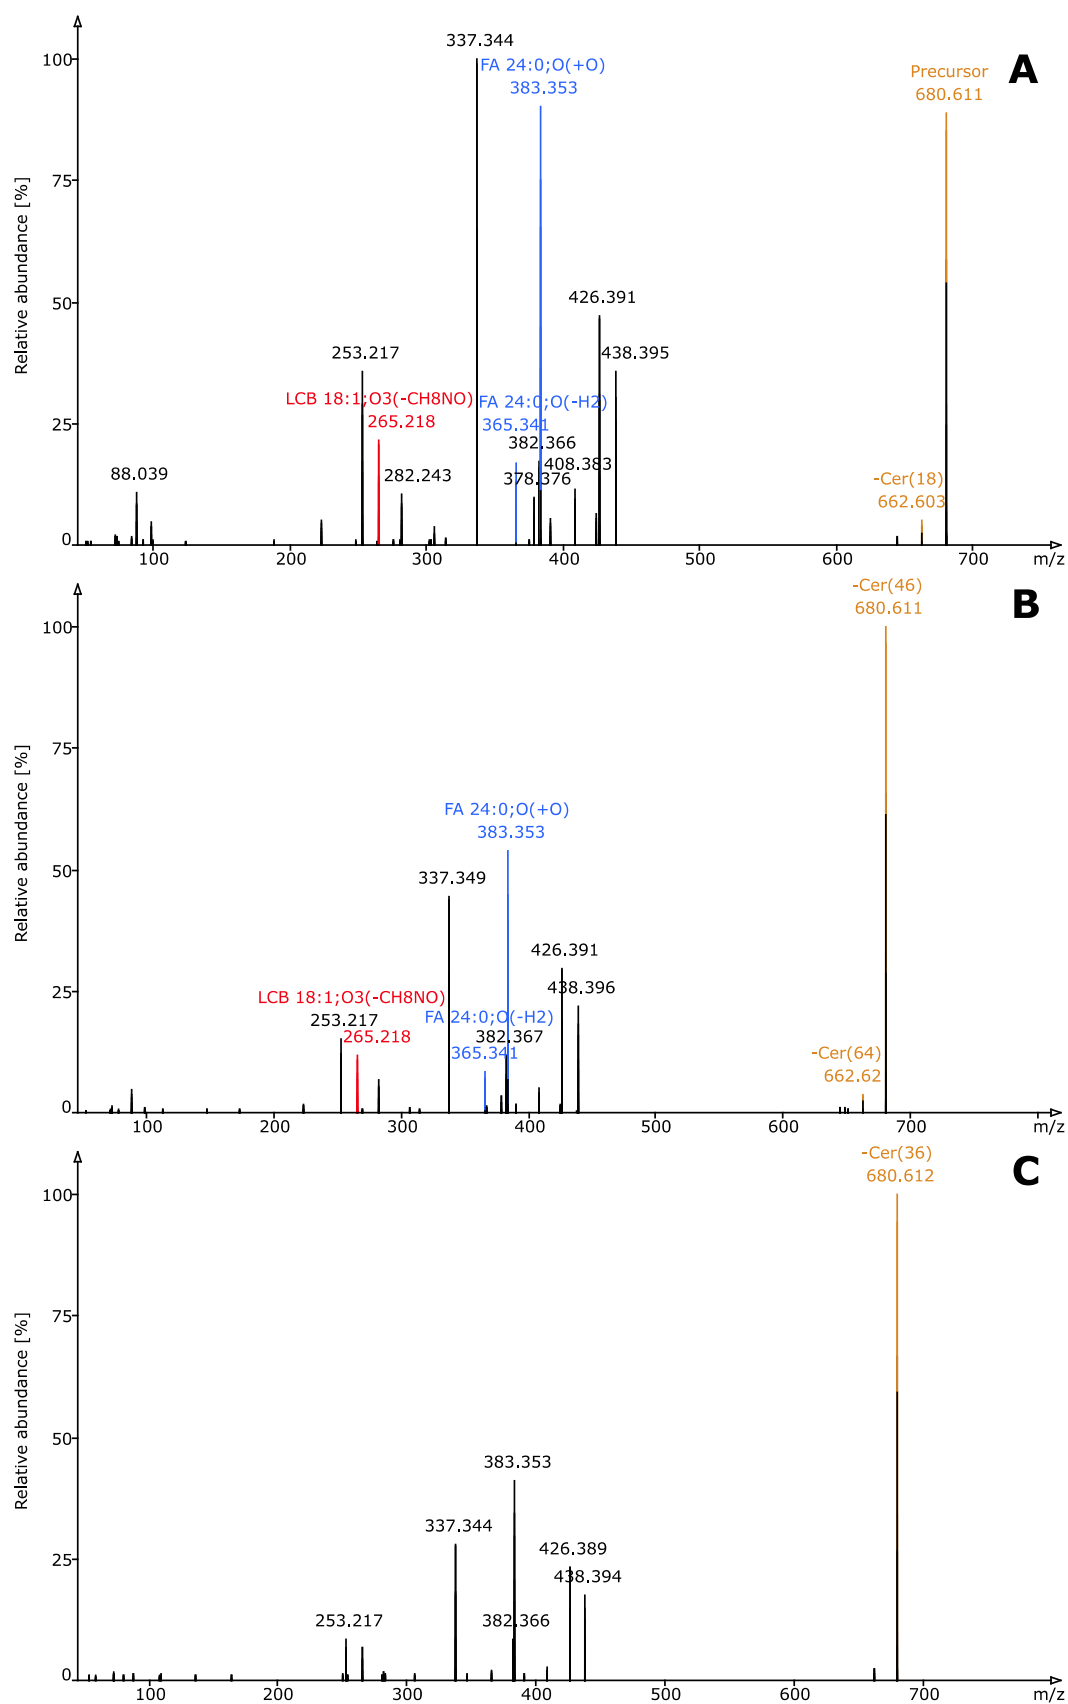 A
337.344
FA 24:0;O(+O)
383.353
Precursor
680.611
426.391
438.395
253.217
LCB 18:1;O3(-CH8NO)
265.218
FA 24:0;O(-H2)
365.341
382.366
408.383
378.376
282.243
88.039
-Cer(18)
662.603
100
75
50
25
0
Relative abundance [%]
100 200 300 400 500 600 700 m/z
B
-Cer(46)
680.611
FA 24:0;O(+O)
383.353
337.349
426.391
438.396
LCB 18:1;O3(-CH8NO)
253.217
265.218
FA 24:0;O(-H2)
382.367
365.341
-Cer(64)
662.62
100
75
50
25
0
Relative abundance [%]
100 200 300 400 500 600 700 m/z
C
-Cer(36)
680.612
383.353
337.344
426.389
438.394
253.217
382.366
100
75
50
25
0
Relative abundance [%]
100 200 300 400 500 600 700 m/z